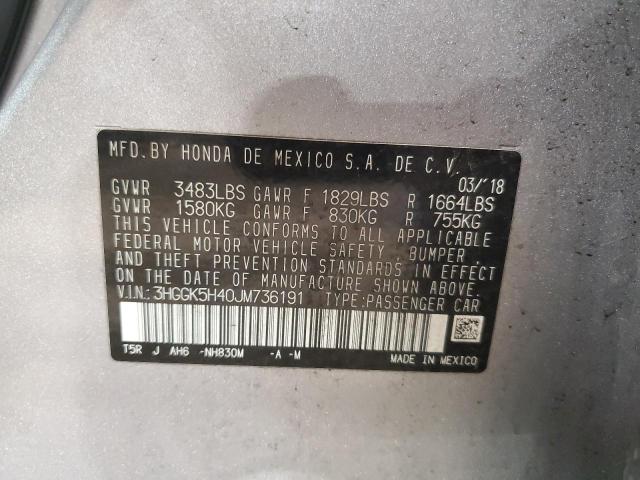 MFD. BY HONDA DE MEXICO S.A. DE C.V.
03/'18
GVWR 3483LBS GAWR F 1829LBS R 1664LBS
GVWR 1580KG GAWR F 830KG R 755KG
THIS VEHICLE CONFORMS TO ALL APPLICABLE
FEDERAL MOTOR VEHICLE SAFETY BUMPER,
AND THEFT PREVENTION STANDARDS IN EFFECT
ON THE DATE OF MANUFACTURE SHOWN ABOVE.
V.I.N.: 3HGGK5H40JM736191 TYPE:PASSENGER CAR
T5R J AH6 -NH830M -A -M
MADE IN MEXICO